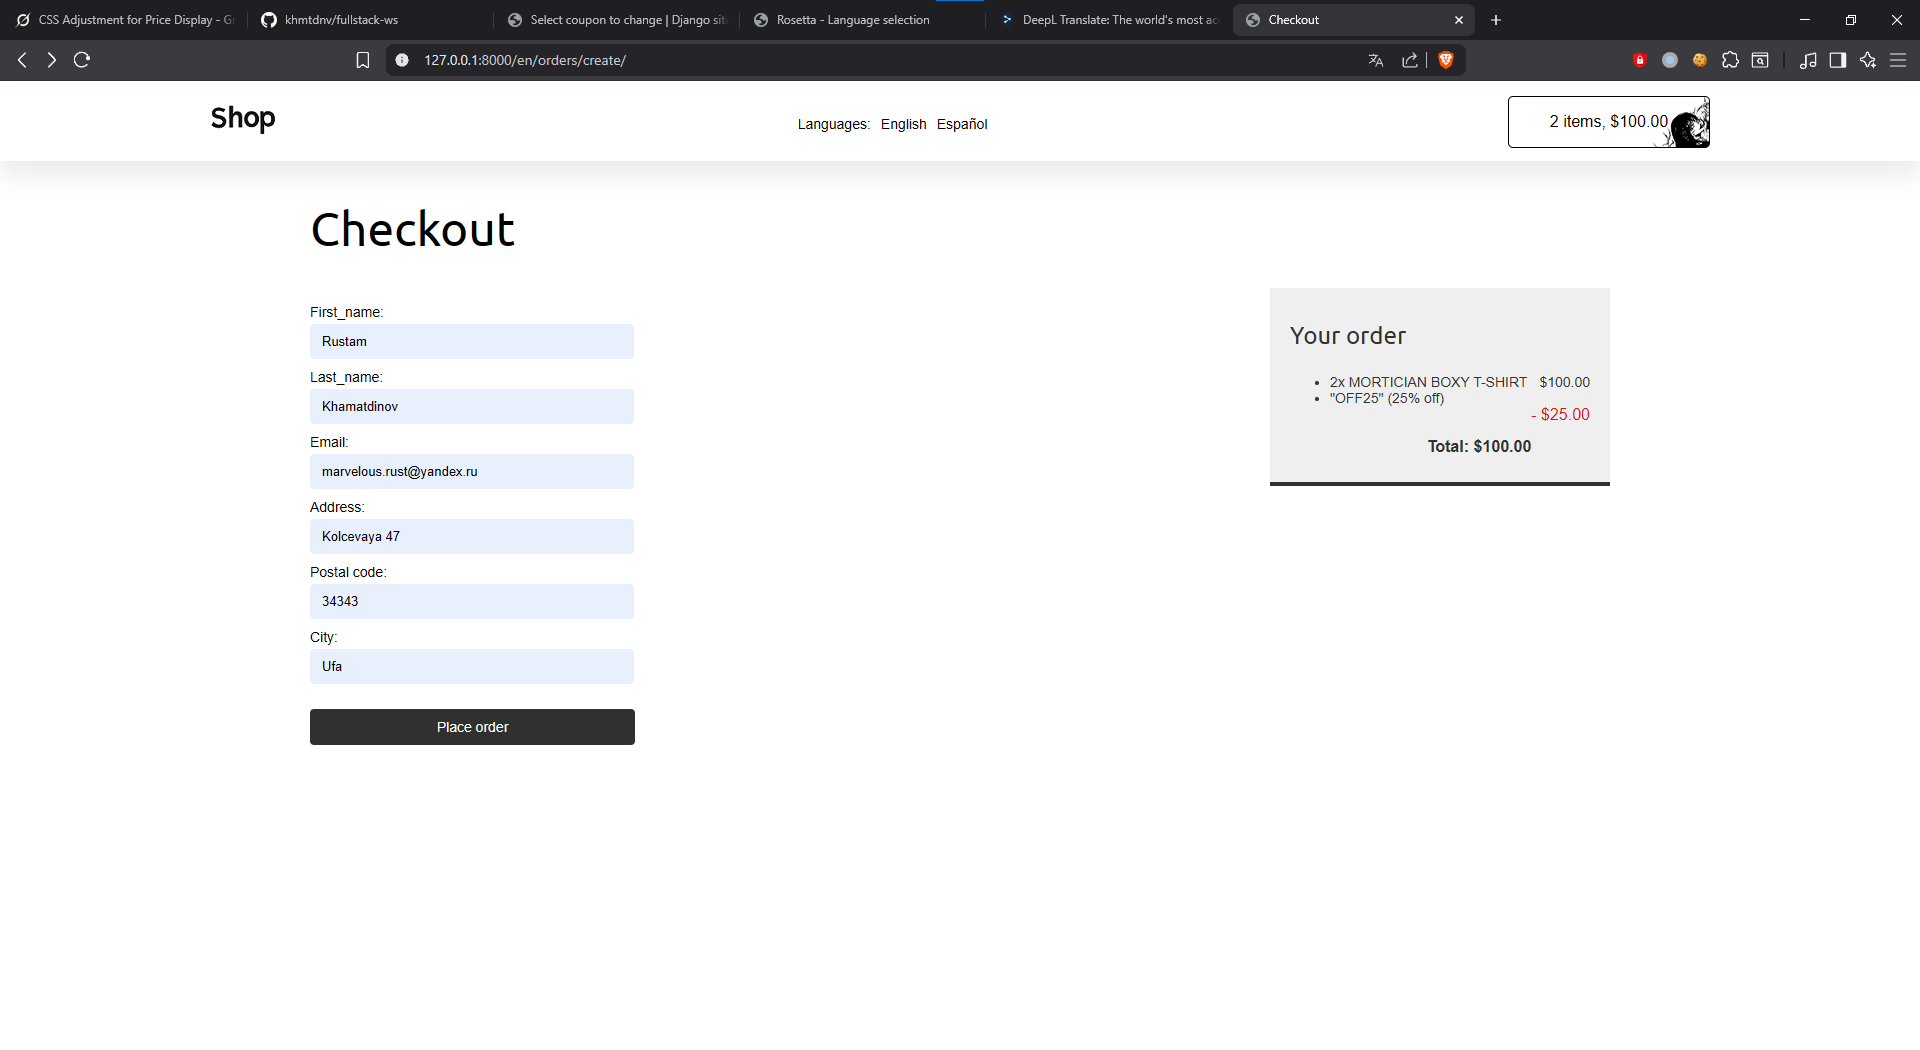 CSS Adjustment for Price Display - Gr
khmtdnv/fullstack-ws
Select coupon to change | Django sit
Rosetta - Language selection
DeepL Translate: The world's most ac
Checkout
127.0.0.1:8000/en/orders/create/
Shop
Languages: English Español
2 items, $100.00
Checkout
First_name:
Rustam
Last_name:
Khamatdinov
Email:
marvelous.rust@yandex.ru
Address:
Kolcevaya 47
Postal code:
34343
City:
Ufa
Place order
Your order
2x MORTICIAN BOXY T-SHIRT $100.00
"OFF25" (25% off)
- $25.00
Total: $100.00